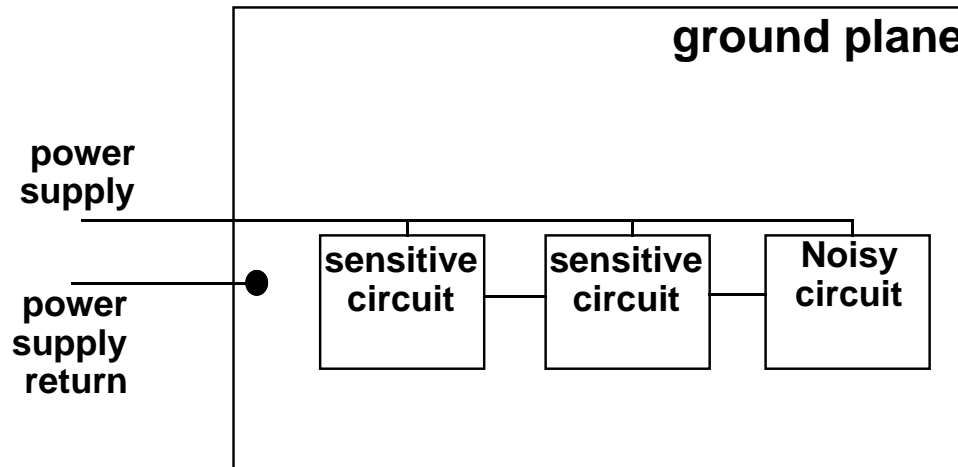 ground plane
power
supply
sensitive
circuit
sensitive
circuit
Noisy
circuit
power
supply
return